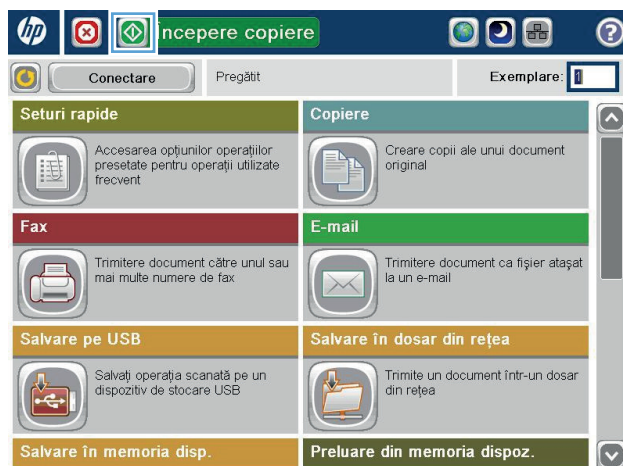 hp
Începere copiere
?
Conectare
Pregătit
Exemplare: 1
Seturi rapide
Accesarea opțiunilor operațiilor
presetate pentru operații utilizate
frecvent
Copiere
Creare copii ale unui document
original
Fax
Trimitere document către unul sau
mai multe numere de fax
E-mail
Trimitere document ca fișier atașat
la un e-mail
Salvare pe USB
Salvați operația scanată pe un
dispozitiv de stocare USB
Salvare în dosar din rețea
Trimite un document într-un dosar
din rețea
Salvare în memoria disp.
Preluare din memoria dispoz.